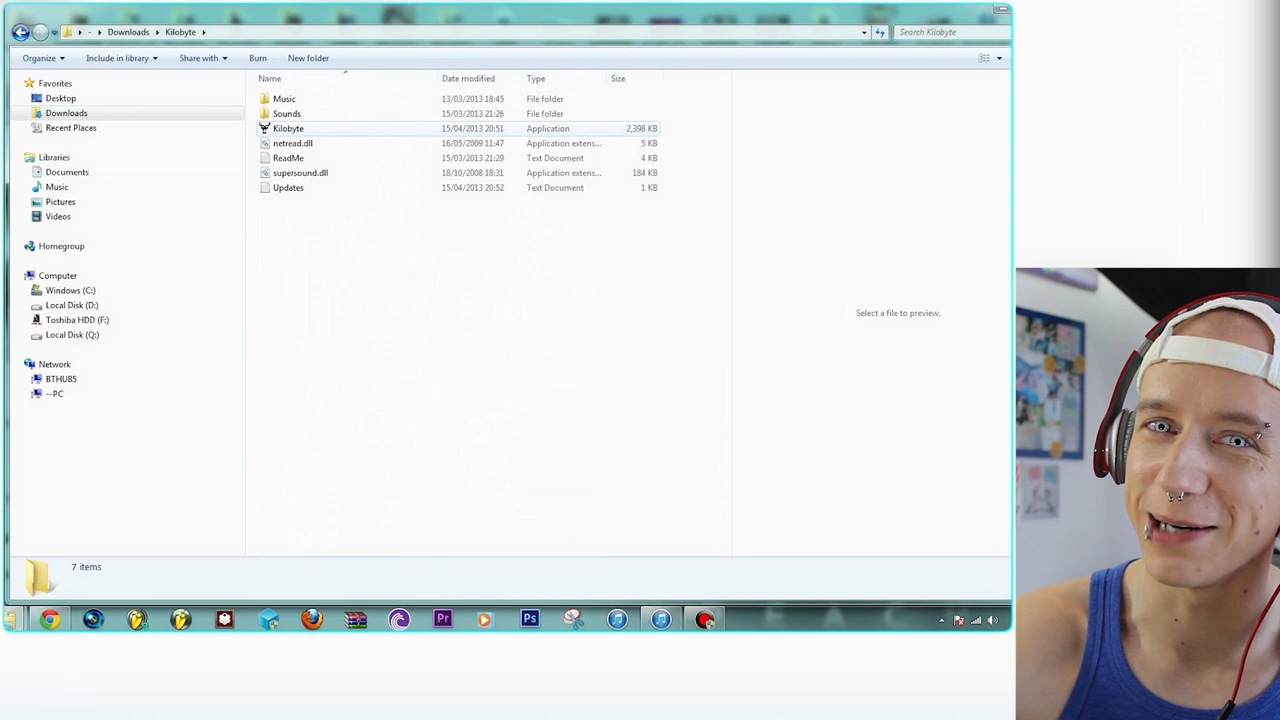 - Downloads Kilobyte
Search Kilobyte
Organize Include in library Share with Burn New folder
Name Date modified Type Size
Favorites
Desktop
Downloads
Recent Places
Libraries
Documents
Music
Pictures
Videos
Homegroup
Computer
Windows (C:)
Local Disk (D:)
Toshiba HDD (F:)
Local Disk (Q:)
Network
BTHUB5
--PC
Music 13/03/2013 18:45 File folder
Sounds 15/03/2013 21:26 File folder
Kilobyte 15/04/2013 20:51 Application 2,398 KB
netread.dll 16/05/2009 11:47 Application extens... 5 KB
ReadMe 15/03/2013 21:29 Text Document 4 KB
supersound.dll 18/10/2008 18:31 Application extens... 184 KB
Updates 15/04/2013 20:52 Text Document 1 KB
Select a file to preview.
7 items
Pr Ps
F A C